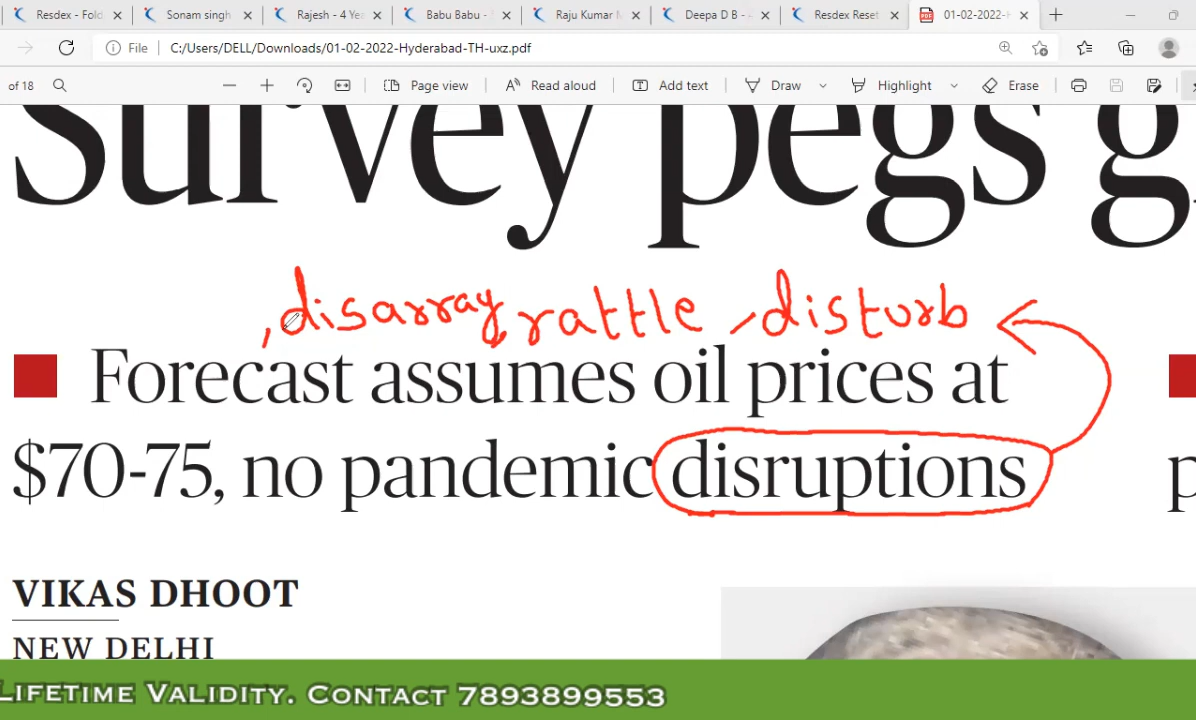 Resdex - Fold Sonam singh Rajesh - 4 Yea Babu Babu - Raju Kumar Deepa D B - Resdex Reset 01-02-2022-H
File C:/Users/DELL/Downloads/01-02-2022-Hyderabad-TH-uxz.pdf
of 18 Page view Read aloud Add text Draw Highlight Erase
Survey pegs g
, disarray, rattle - disturb
Forecast assumes oil prices at
$70-75, no pandemic disruptions
VIKAS DHOOT
NEW DELHI
LIFETIME VALIDITY. CONTACT 7893899553